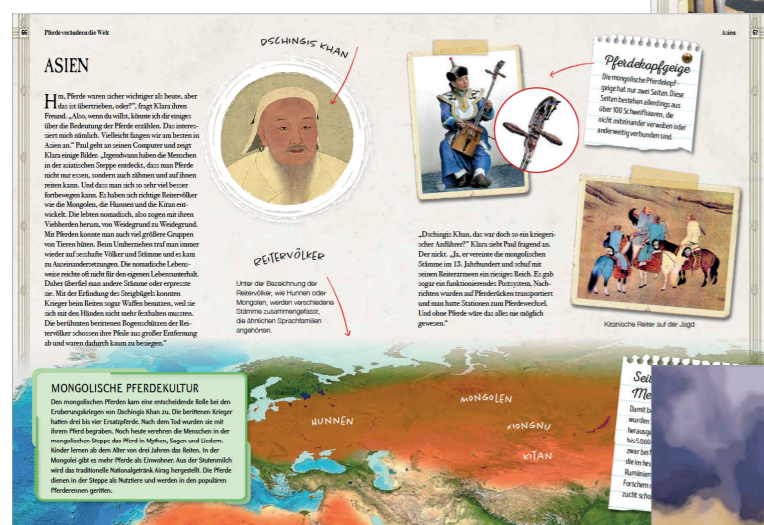 66 Pferde verändern die Welt
Asien 67
ASIEN
Hm, Pferde waren sicher wichtiger als heute, aber
das ist übertrieben, oder?“, fragt Klara ihren
Freund. „Also, wenn du willst, könnte ich dir einiges
über die Bedeutung der Pferde erzählen. Das interes-
siert mich nämlich. Vielleicht fangen wir am besten in
Asien an.“ Paul geht an seinen Computer und zeigt
Klara einige Bilder. „Irgendwann haben die Menschen
in der asiatischen Steppe entdeckt, dass man Pferde
nicht nur essen, sondern auch zähmen und auf ihnen
reiten kann. Und dass man sich so sehr viel besser
fortbewegen kann. Es haben sich richtige Reitervölker
wie die Mongolen, die Hunnen und die Kitan ent-
wickelt. Die lebten nomadisch, also zogen mit ihren
Viehherden herum, von Weidegrund zu Weidegrund.
Mit Pferden konnte man auch viel größere Gruppen
von Tieren hüten. Beim Umherziehen traf man immer
wieder auf sesshafte Völker und Stämme und es kam
zu Auseinandersetzungen. Die nomadische Lebens-
weise reichte oft nicht für den eigenen Lebensunterhalt.
Daher überfiel man andere Stämme oder erpresste
sie. Mit der Erfindung des Steigbügels konnten
Krieger beim Reiten sogar Waffen benutzen, weil sie
sich mit den Händen nicht mehr festhalten mussten.
Die berühmten berittenen Bogenschützen der Rei-
tervölker schossen ihre Pfeile aus großer Entfernung
ab und waren dadurch kaum zu besiegen.“
DSCHINGIS KHAN
REITERVÖLKER
Unter der Bezeichnung der
Reitervölker, wie Hunnen oder
Mongolen, werden verschiedene
Stämme zusammengefasst,
die ähnlichen Sprachfamilien
angehörten.
Pferdekopfgeige
Die mongolische Pferdekopf-
geige hat nur zwei Saiten. Diese
Saiten bestehen allerdings aus
über 100 Schweifhaaren, die
nicht miteinander verwoben oder
anderweitig verbunden sind.
„Dschingis Khan, das war doch so ein kriegeri-
scher Anführer?“ Klara sieht Paul fragend an.
Der nickt. „Ja, er vereinte die mongolischen
Stämme im 13. Jahrhundert und schuf mit
seinen Reiterarmeen ein riesiges Reich. Es gab
sogar ein funktionierendes Postsystem, Nach-
richten wurden auf Pferderücken transportiert
und man hatte Stationen zum Pferdewechsel.
Und ohne Pferde wäre das alles nie möglich
gewesen.“
Kitanische Reiter auf der Jagd
MONGOLISCHE PFERDEKULTUR
Den mongolischen Pferden kam eine entscheidende Rolle bei den
Eroberungskriegen von Dschingis Khan zu. Die berittenen Krieger
hatten drei bis vier Ersatzpferde. Nach dem Tod wurden sie mit
ihrem Pferd begraben. Noch heute verehren die Menschen in der
mongolischen Steppe das Pferd in Mythen, Sagen und Liedern.
Kinder lernen ab dem Alter von drei Jahren das Reiten. In der
Mongolei gibt es mehr Pferde als Einwohner. Aus der Stutenmilch
wird das traditionelle Nationalgetränk Airag hergestellt. Die Pferde
dienen in der Steppe als Nutztiere und werden in den populären
Pferderennen geritten.
HUNNEN
MONGOLEN
XIONGNU
KITAN
Seit
Me
Damit b
wurden
herausg
bis 5.000
zwar bei
die im heu
Rumänien
Forschern
zucht scho